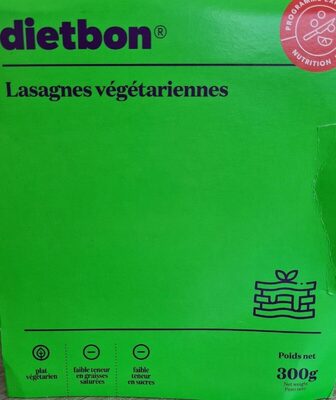 dietbon®
PROGRAMME
NUTRITION
Lasagnes végétariennes
plat
végétarien
faible teneur
en graisses
saturées
faible
teneur
en sucres
Poids net
300g
Net weight